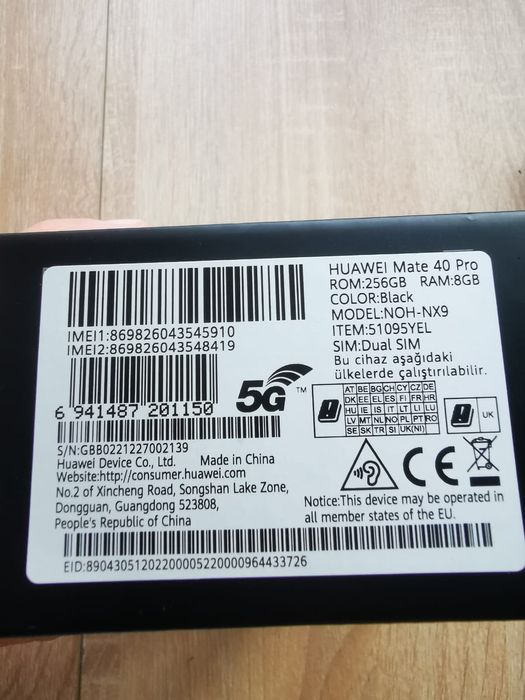 HUAWEI Mate 40 Pro
ROM:256GB RAM:8GB
COLOR:Black
MODEL:NOH-NX9
ITEM:51095YEL
SIM:Dual SIM
Bu cihaz aşağıdaki
ülkelerde çalıştırılabilir.
IMEI1:869826043545910
IMEI2:869826043548419
6 941487 201150
5G™
AT BE BG CH CY CZ DE
DK EE EL ES FI FR HR
HU IE IS IT LT LI LU
LV MT NL NO PL PT RO
SE SK TR SI UK(NI)
UK
S/N:GBB0221227002139
Huawei Device Co., Ltd. Made in China
Website:http://consumer.huawei.com
No.2 of Xincheng Road, Songshan Lake Zone,
Dongguan, Guangdong 523808,
People's Republic of China
CE
Notice:This device may be operated in
all member states of the EU.
EID:89043051202200005220000964433726